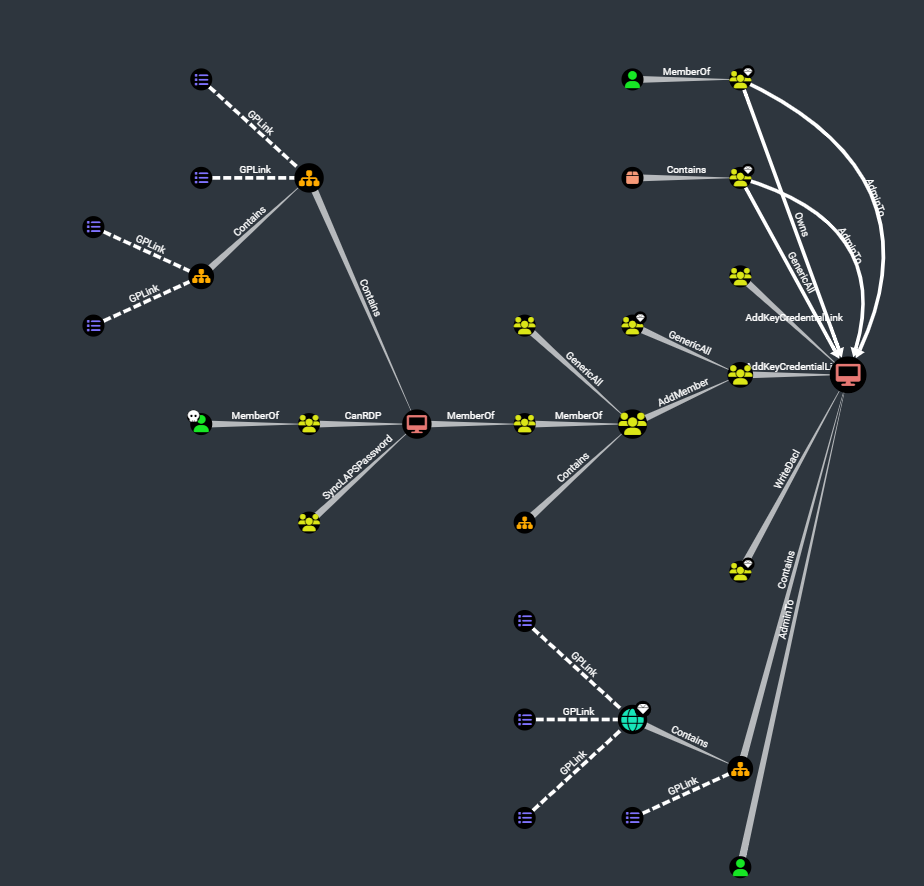 MemberOf
GPLink
GPLink
Contains
AdminTo
Contains
Owns
AdminTo
GPLink
GenericAll
GPLink
Contains
AddKeyCredentialLink
GenericAll
GenericAll
AddKeyCredentialLi
AddMember
MemberOf
CanRDP
MemberOf
MemberOf
SyncLAPSPassword
Contains
WriteDacl
Contains
AdminTo
GPLink
GPLink
Contains
GPLink
GPLink